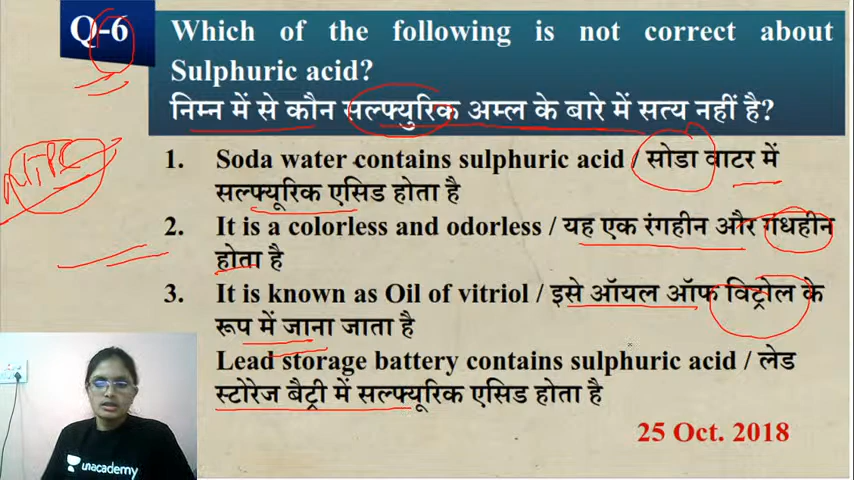 Q-6
Which of the following is not correct about
Sulphuric acid?
निम्न में से कौन सल्फ्युरिक अम्ल के बारे में सत्य नहीं है?
NTPC
1. Soda water contains sulphuric acid / सोडा वाटर में
सल्फ्यूरिक एसिड होता है
2. It is a colorless and odorless / यह एक रंगहीन और गंधहीन
होता है
3. It is known as Oil of vitriol / इसे ऑयल ऑफ विट्रोल के
रूप में जाना जाता है
Lead storage battery contains sulphuric acid / लेड
स्टोरेज बैट्री में सल्फ्यूरिक एसिड होता है
unacademy
25 Oct. 2018